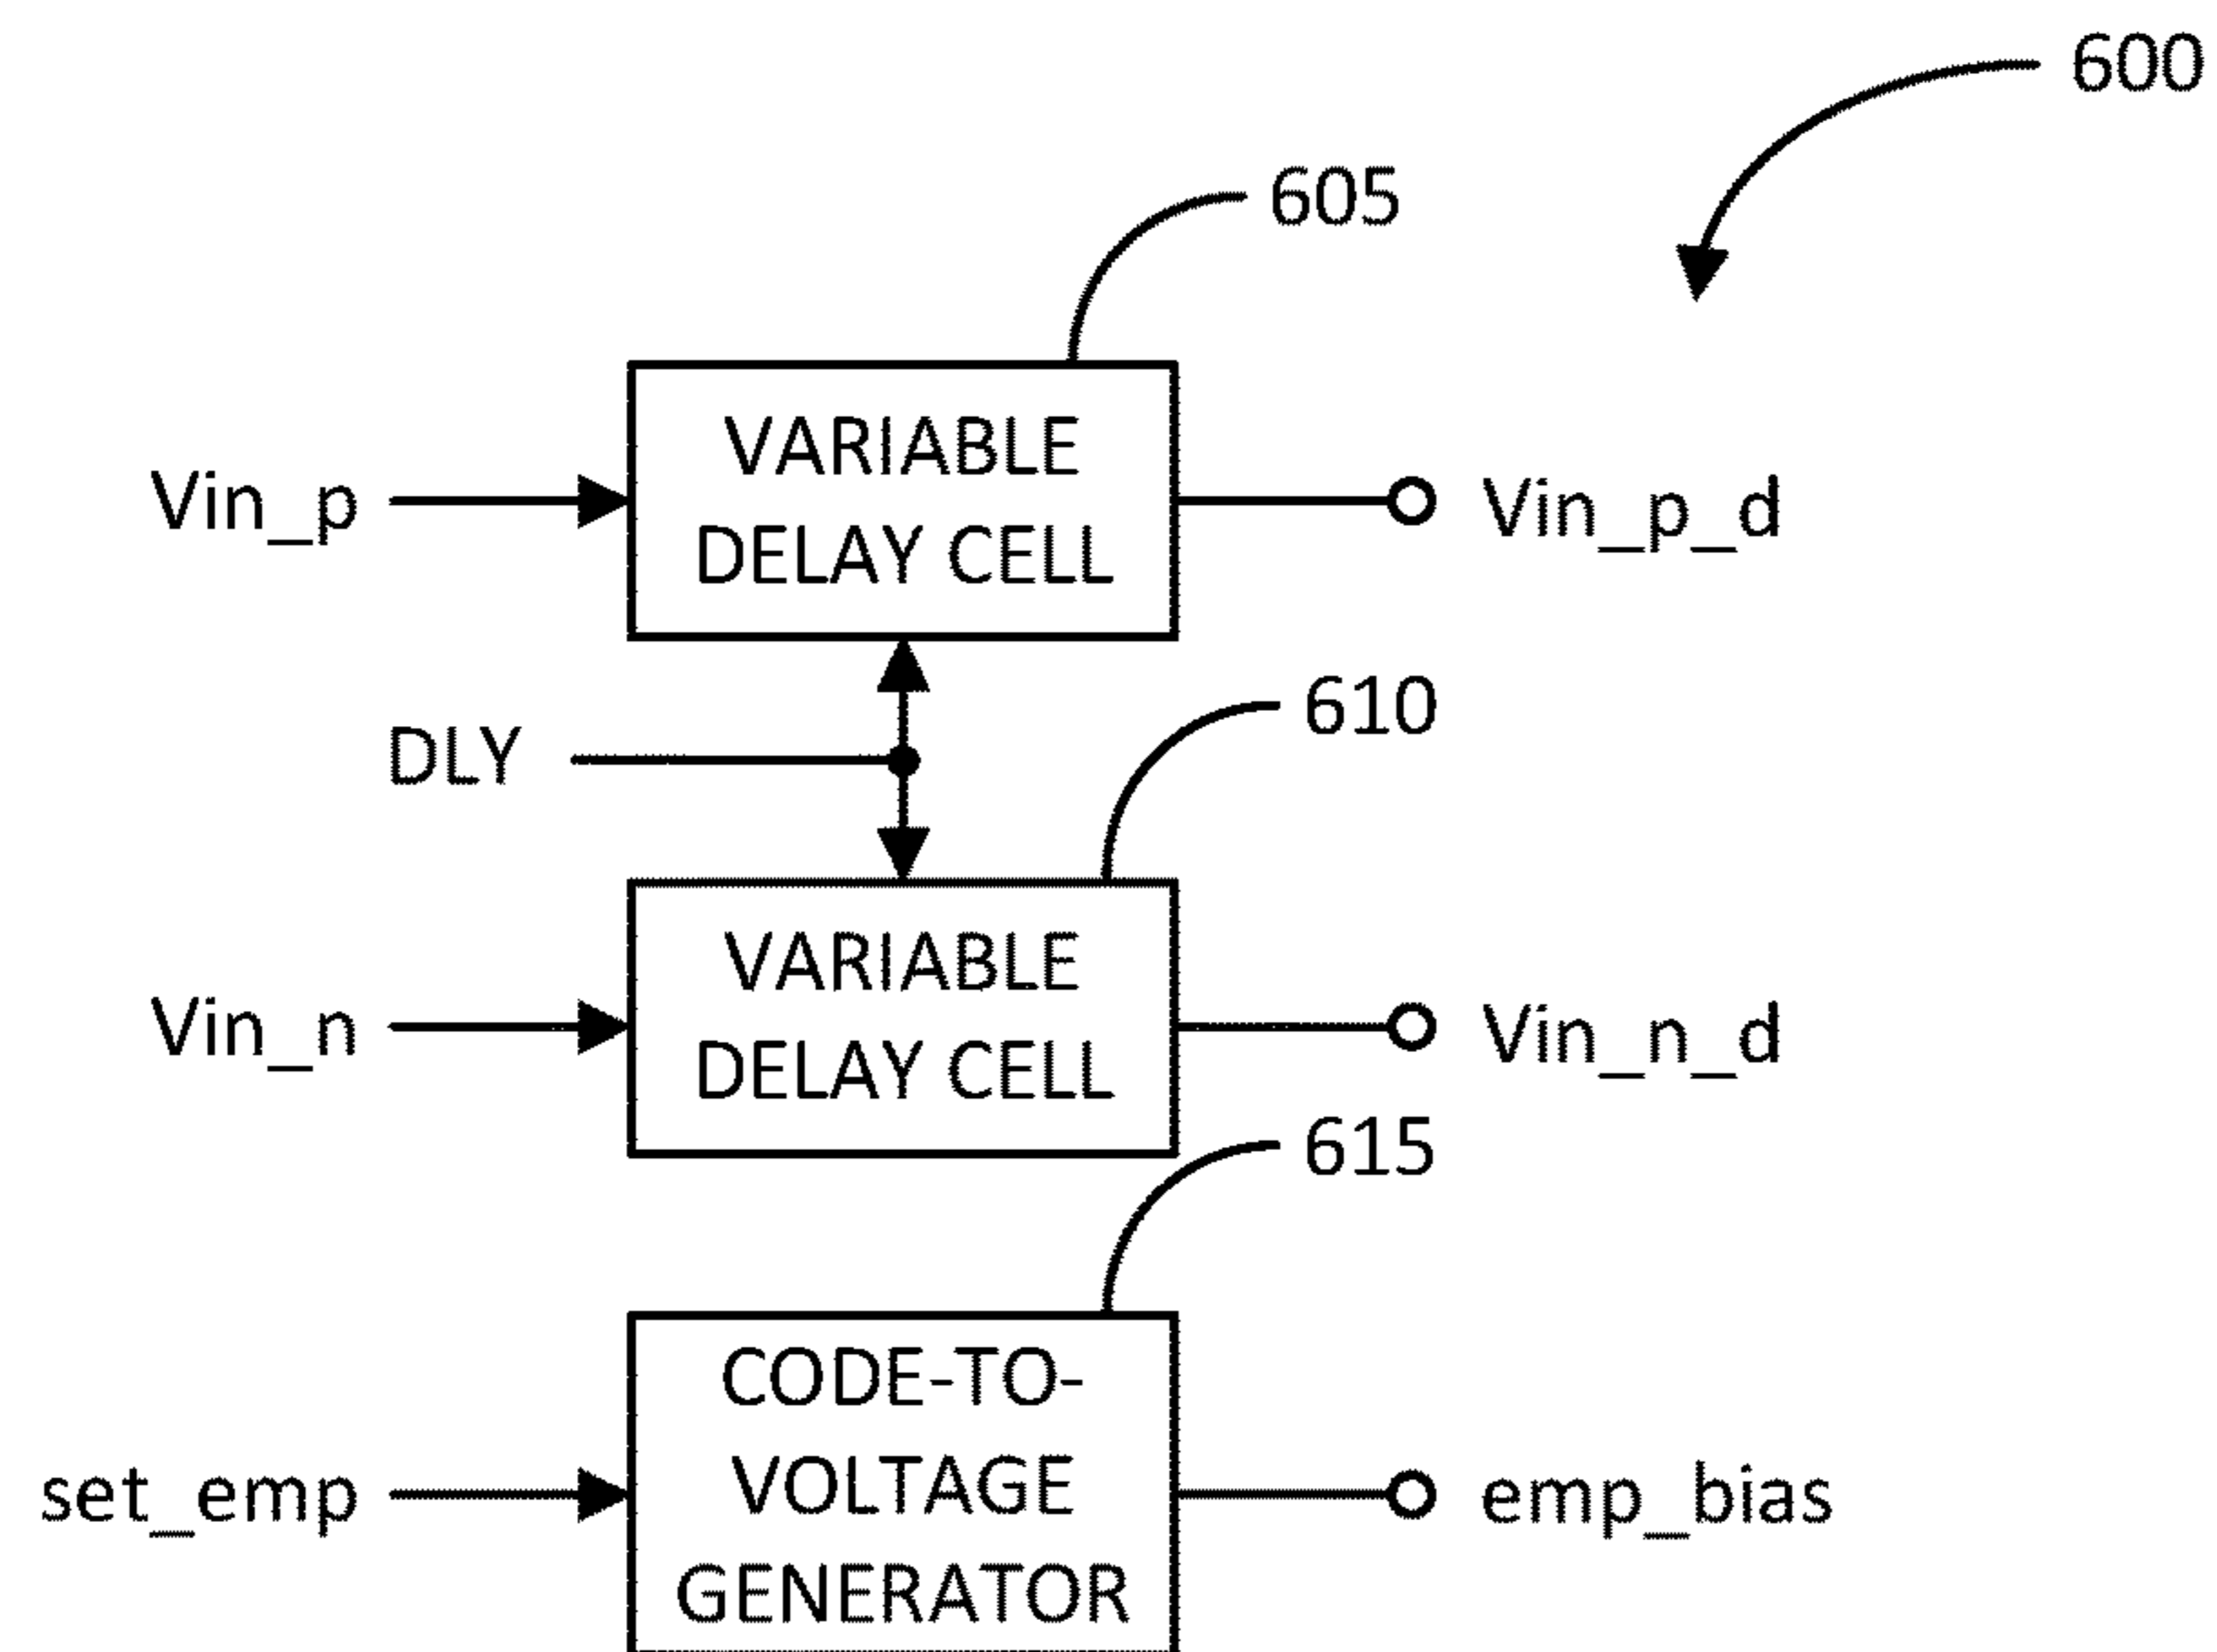 600
605
VARIABLE
DELAY CELL
Vin_p
Vin_p_d
610
DLY
VARIABLE
DELAY CELL
Vin_n
Vin_n_d
615
CODE-TO-
VOLTAGE
GENERATOR
set_emp
emp_bias